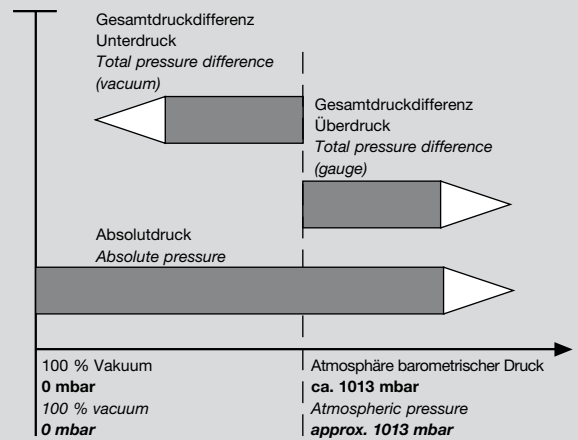 Gesamtdruckdifferenz
Unterdruck
Total pressure difference
(vacuum)
Gesamtdruckdifferenz
Überdruck
Total pressure difference
(gauge)
Absolutdruck
Absolute pressure
100 % Vakuum
0 mbar
100 % vacuum
0 mbar
Atmosphäre barometrischer Druck
ca. 1013 mbar
Atmospheric pressure
approx. 1013 mbar